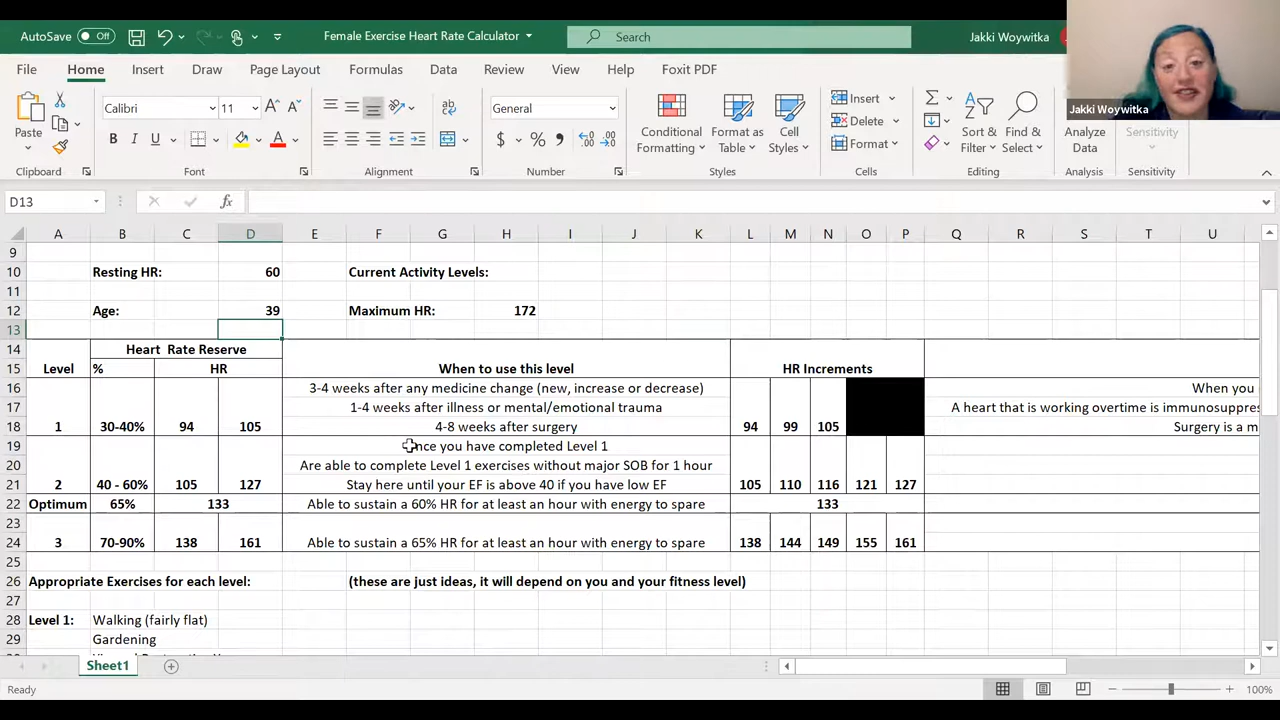 AutoSave Off Female Exercise Heart Rate Calculator Search Jakki Woywitka
File Home Insert Draw Page Layout Formulas Data Review View Help Foxit PDF
Calibri 11 A A ab General Insert Jakki Woywitka
Paste B I U A $ % Conditional Formatting Format as Table Cell Styles Delete Format Sort & Filter Find & Select Analyze Data Sensitivity
Clipboard Font Alignment Number Styles Cells Editing Analysis Sensitivity
D13 fx
A B C D E F G H I J K L M N O P Q R S T U
9
10 Resting HR: 60 Current Activity Levels:
11
12 Age: 39 Maximum HR: 172
13
14 Heart Rate Reserve
15 Level % HR When to use this level HR Increments
16 3-4 weeks after any medicine change (new, increase or decrease) When you
17 1-4 weeks after illness or mental/emotional trauma A heart that is working overtime is immunosuppres
18 1 30-40% 94 105 4-8 weeks after surgery 94 99 105 Surgery is a m
19 nce you have completed Level 1
20 Are able to complete Level 1 exercises without major SOB for 1 hour
21 2 40 - 60% 105 127 Stay here until your EF is above 40 if you have low EF 105 110 116 121 127
22 Optimum 65% 133 Able to sustain a 60% HR for at least an hour with energy to spare 133
23
24 3 70-90% 138 161 Able to sustain a 65% HR for at least an hour with energy to spare 138 144 149 155 161
25
26 Appropriate Exercises for each level: (these are just ideas, it will depend on you and your fitness level)
27
28 Level 1: Walking (fairly flat)
29 Gardening
Sheet1
Ready 100%